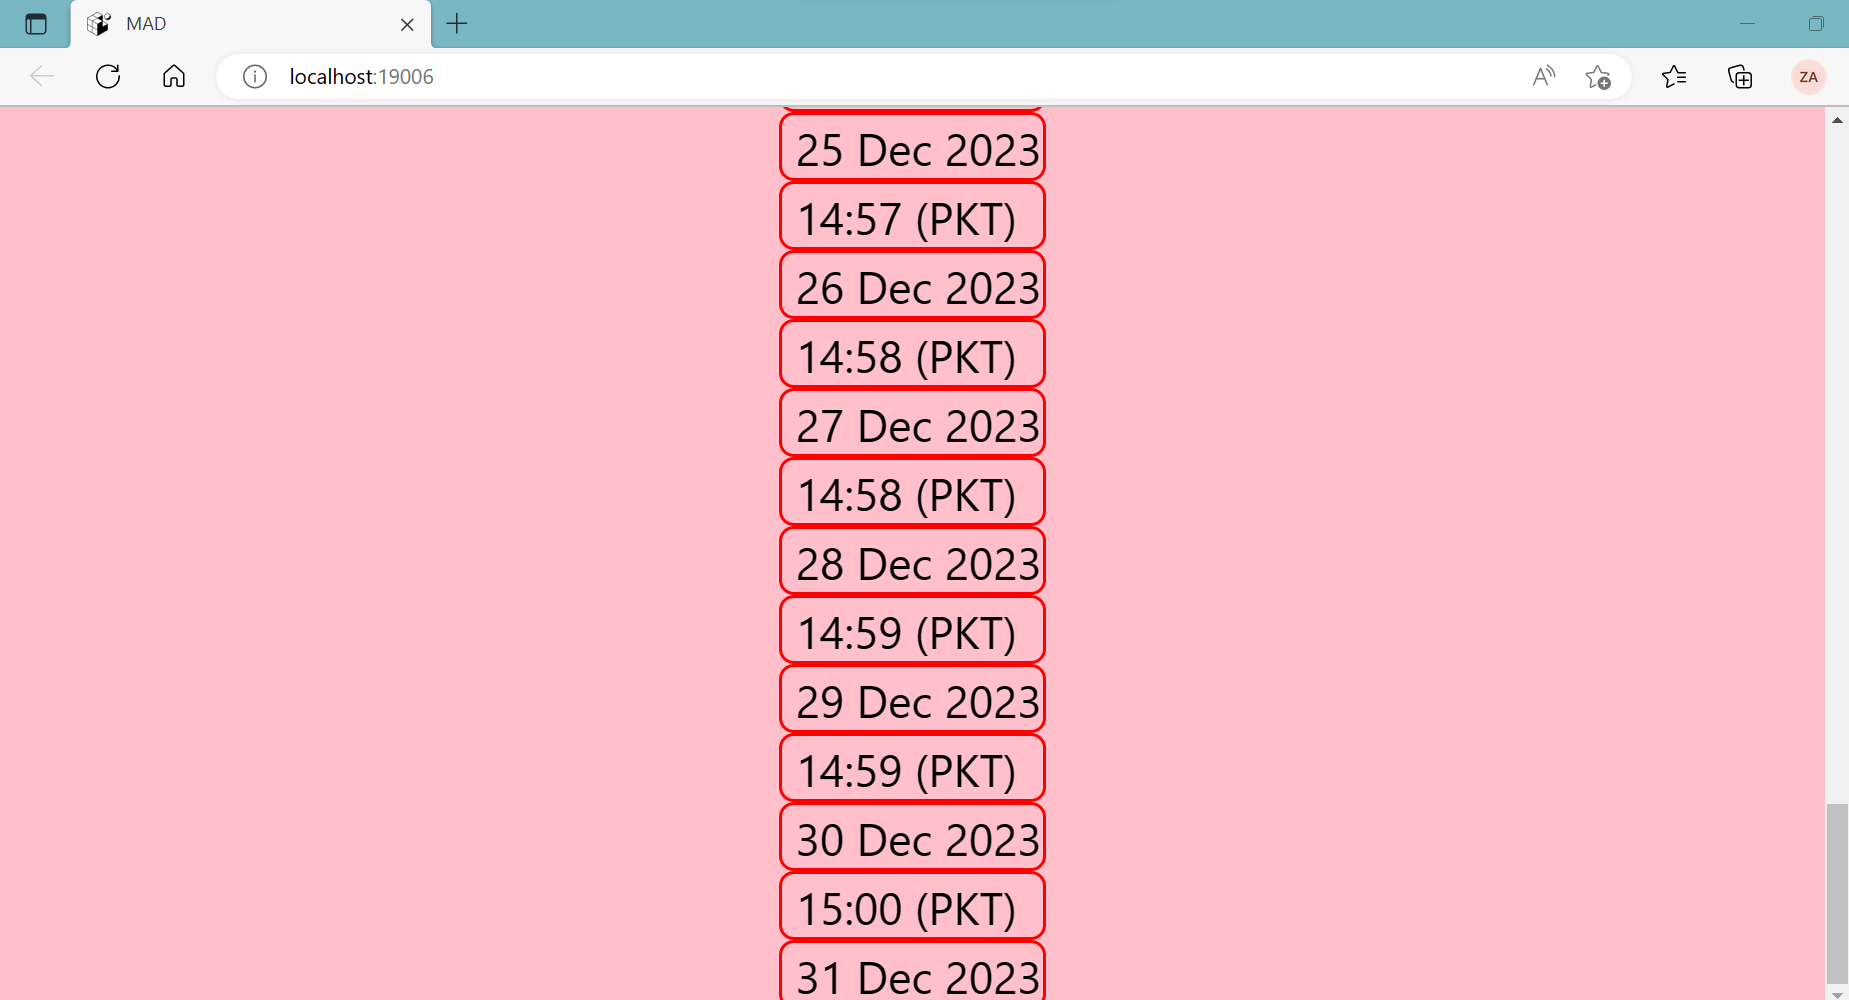 MAD
localhost:19006
ZA
25 Dec 2023
14:57 (PKT)
26 Dec 2023
14:58 (PKT)
27 Dec 2023
14:58 (PKT)
28 Dec 2023
14:59 (PKT)
29 Dec 2023
14:59 (PKT)
30 Dec 2023
15:00 (PKT)
31 Dec 2023